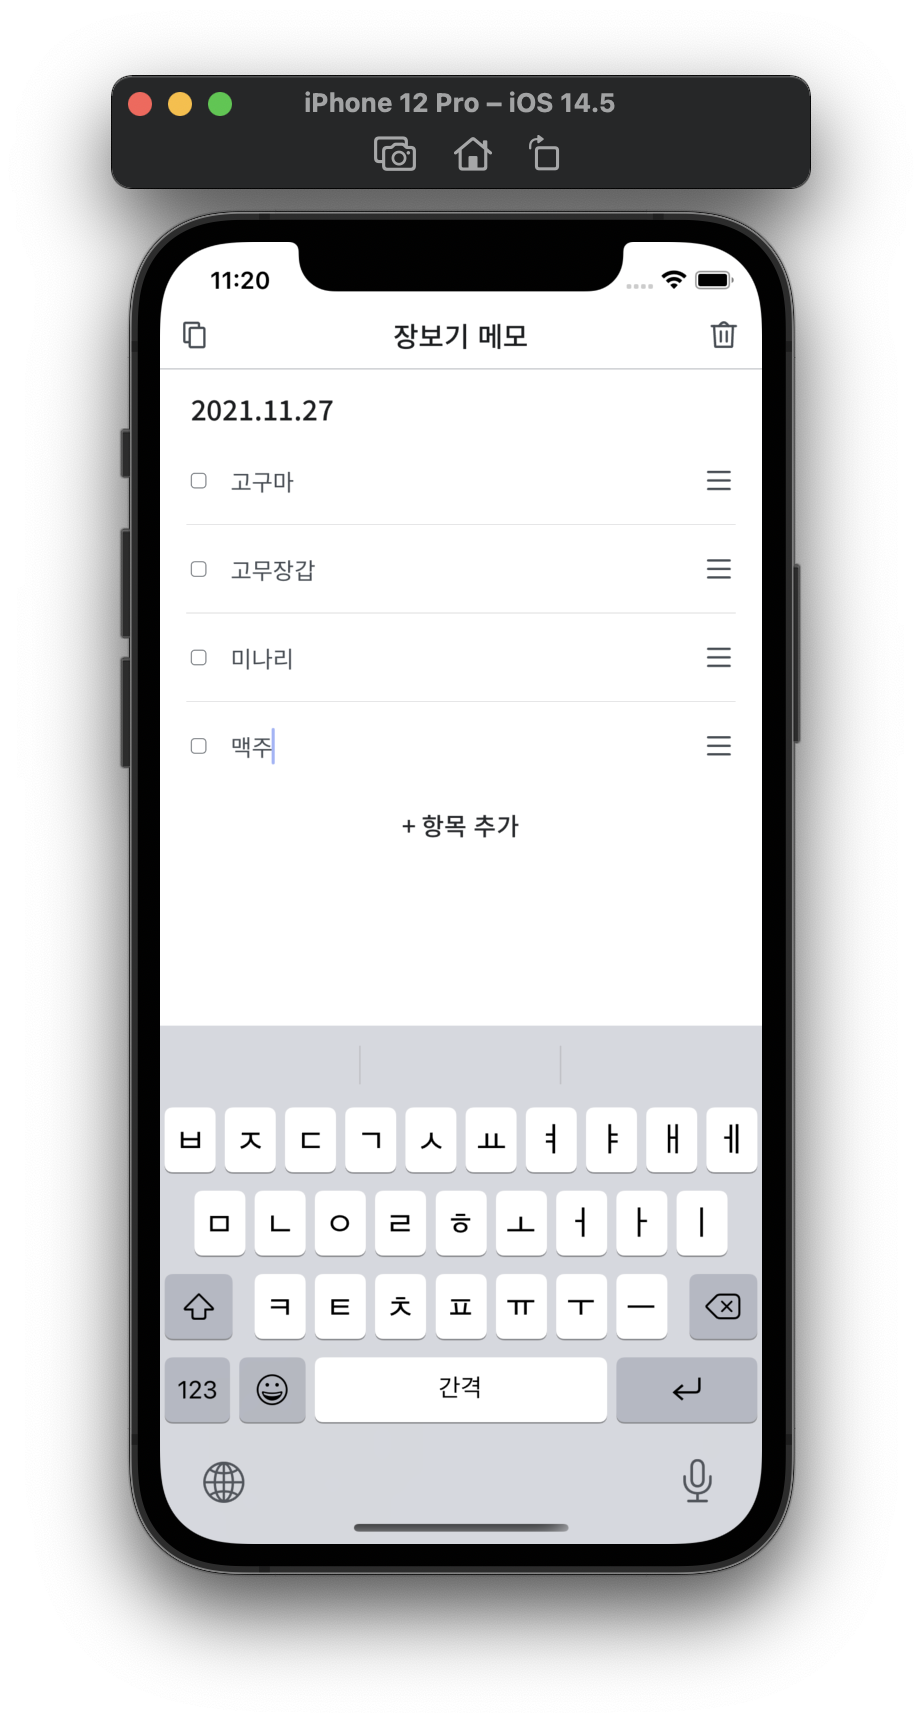 iPhone 12 Pro – iOS 14.5
11:20
장보기 메모
2021.11.27
고구마
고무장갑
미나리
맥주
+ 항목 추가
ㅂ ㅈ ㄷ ㄱ ㅅ ㅛ ㅕ ㅑ ㅐ ㅔ
ㅁ ㄴ ㅇ ㄹ ㅎ ㅗ ㅓ ㅏ ㅣ
ㅋ ㅌ ㅊ ㅍ ㅠ ㅜ ㅡ
123 간격